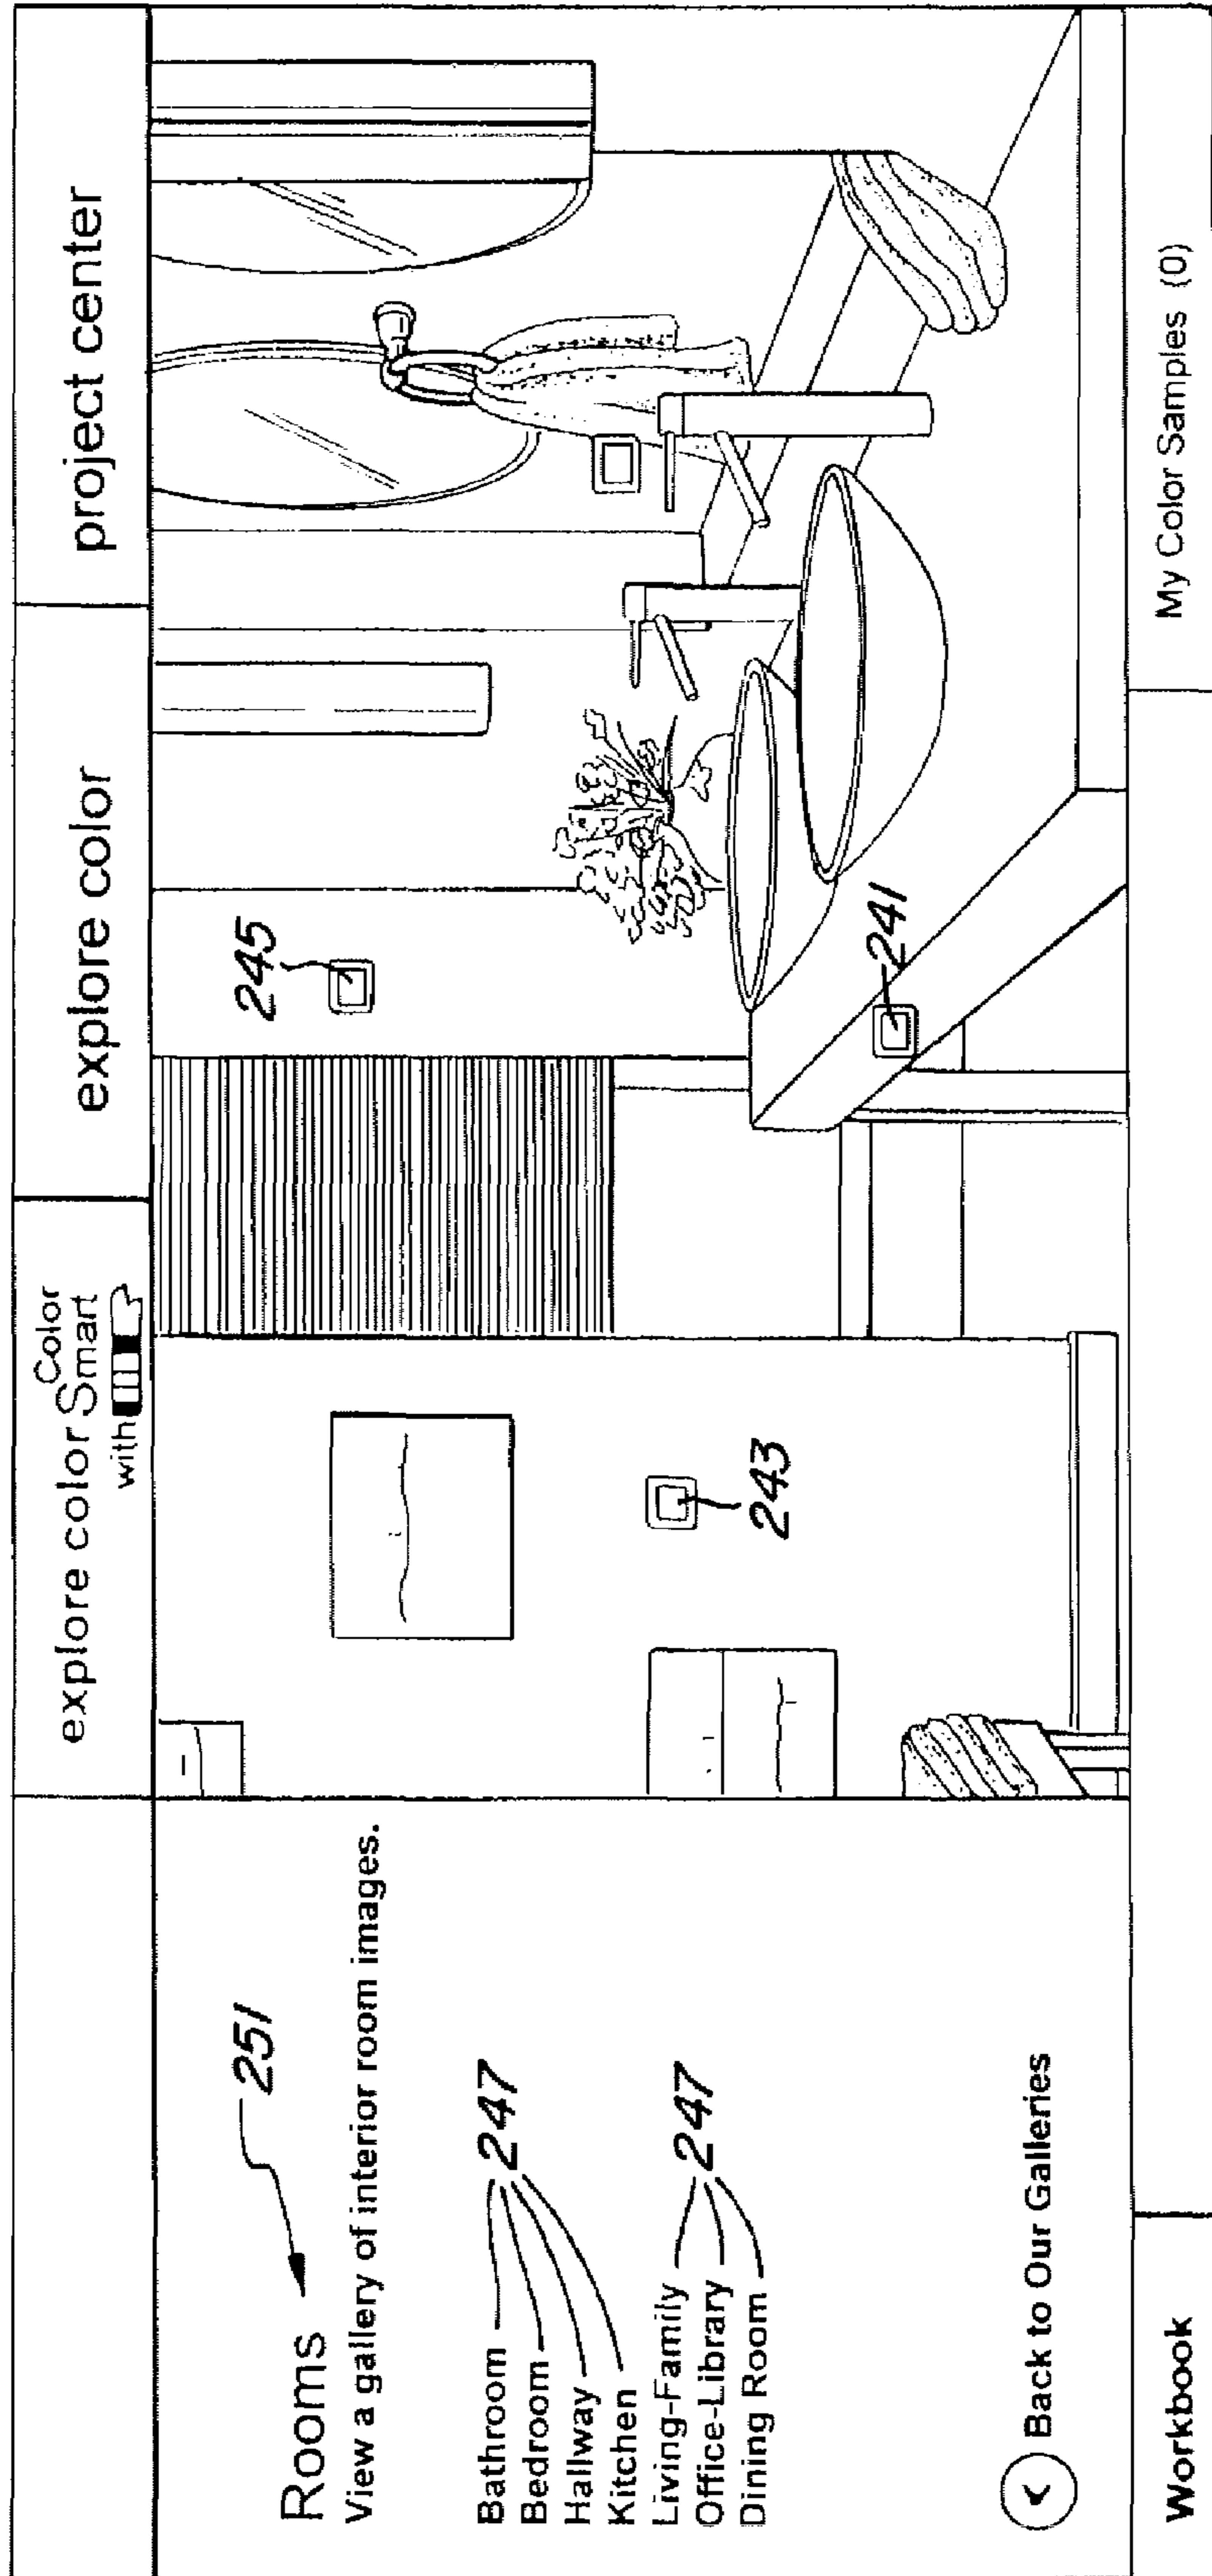 explore color
Color
Smart
with
explore color
project center
Rooms
251
View a gallery of interior room images.
Bathroom
Bedroom
Hallway
Kitchen
247
Living-Family
Office-Library
Dining Room
247
245
243
241
Back to Our Galleries
Workbook
My Color Samples (0)